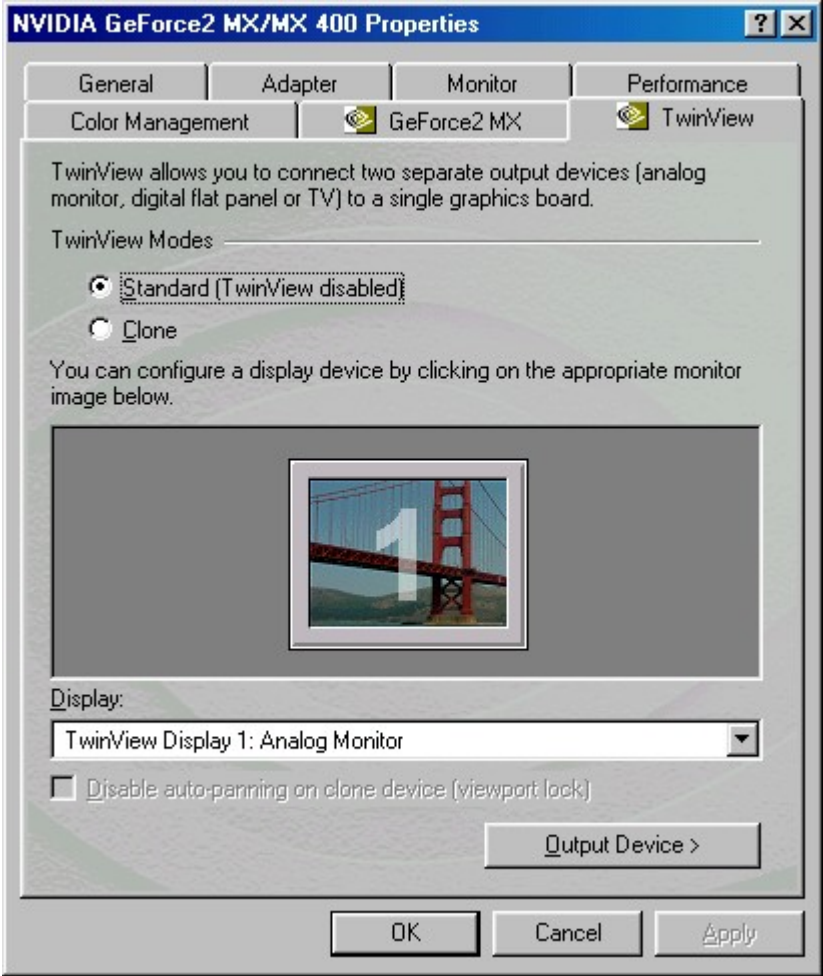 NVIDIA GeForce2 MX/MX 400 Properties
General
Adapter
Monitor
Performance
Color Management
GeForce2 MX
TwinView
TwinView allows you to connect two separate output devices (analog
monitor, digital flat panel or TV) to a single graphics board.
TwinView Modes
Standard (TwinView disabled)
Clone
You can configure a display device by clicking on the appropriate monitor
image below.
1
Display:
TwinView Display 1: Analog Monitor
Disable auto-panning on clone device (viewport lock)
Output Device >
OK
Cancel
Apply